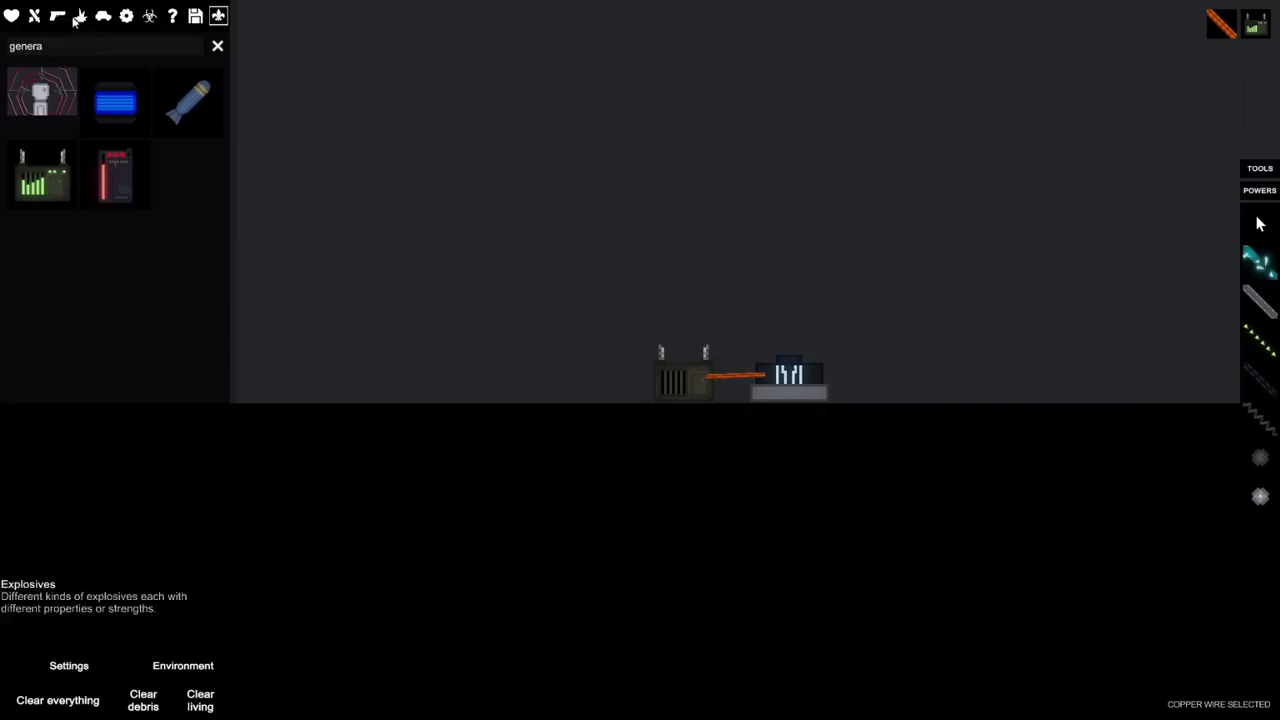 genera
TOOLS
POWERS
Explosives
Different kinds of explosives each with
different properties or strengths.
Settings
Environment
Clear everything
Clear
debris
Clear
living
COPPER WIRE SELECTED